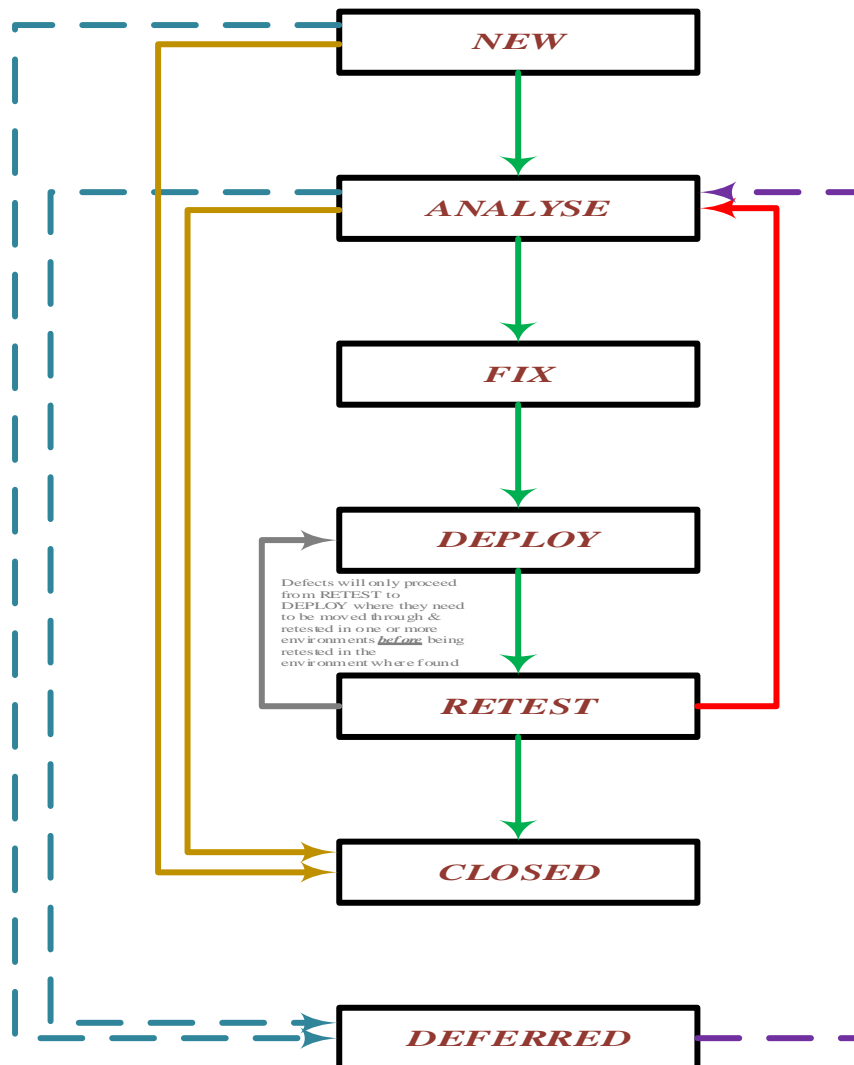 NEW
ANALYSE
FIX
DEPLOY
Defects will only proceed
from RETEST to
DEPLOY where they need
to be moved through &
retested in one or more
environments before being
retested in the
environment where found
RETEST
CLOSED
DEFERRED